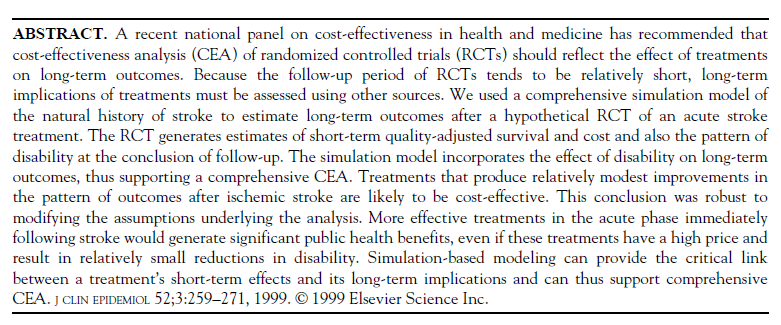 ABSTRACT. A recent national panel on cost-effectiveness in health and medicine has recommended that
cost-effectiveness analysis (CEA) of randomized controlled trials (RCTs) should reflect the effect of treatments
on long-term outcomes. Because the follow-up period of RCTs tends to be relatively short, long-term
implications of treatments must be assessed using other sources. We used a comprehensive simulation model of
the natural history of stroke to estimate long-term outcomes after a hypothetical RCT of an acute stroke
treatment. The RCT generates estimates of short-term quality-adjusted survival and cost and also the pattern of
disability at the conclusion of follow-up. The simulation model incorporates the effect of disability on long-term
outcomes, thus supporting a comprehensive CEA. Treatments that produce relatively modest improvements in
the pattern of outcomes after ischemic stroke are likely to be cost-effective. This conclusion was robust to
modifying the assumptions underlying the analysis. More effective treatments in the acute phase immediately
following stroke would generate significant public health benefits, even if these treatments have a high price and
result in relatively small reductions in disability. Simulation-based modeling can provide the critical link
between a treatment's short-term effects and its long-term implications and can thus support comprehensive
CEA. J CLIN EPIDEMIOL 52;3:259–271, 1999. © 1999 Elsevier Science Inc.